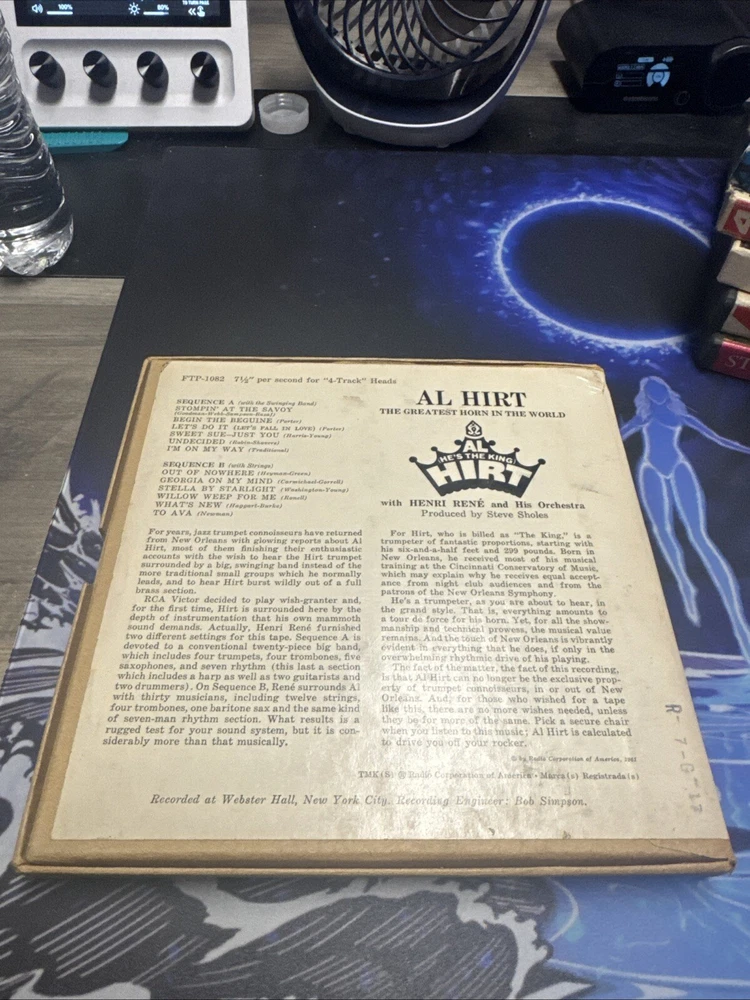 100%
80%
FTP-1082 7½" per second for "4-Track" Heads
SEQUENCE A (with the Swinging Band)
STOMPIN' AT THE SAVOY
(Goodman-Webb-Sampson-Razaf)
BEGIN THE BEGUINE (Porter)
LET'S DO IT (LET'S FALL IN LOVE) (Porter)
SWEET SUE—JUST YOU (Harris-Young)
UNDECIDED (Robin-Shavers)
I'M ON MY WAY (Traditional)
SEQUENCE B (with Strings)
OUT OF NOWHERE (Heyman-Green)
GEORGIA ON MY MIND (Carmichael-Gorrell)
STELLA BY STARLIGHT (Washington-Young)
WILLOW WEEP FOR ME (Ronell)
WHAT'S NEW (Haggart-Burke)
TO AVA (Newman)
For years, jazz trumpet connoisseurs have returned
from New Orleans with glowing reports about Al
Hirt, most of them finishing their enthusiastic
accounts with the wish to hear the Hirt trumpet
surrounded by a big, swinging band instead of the
more traditional small groups which he normally
leads, and to hear Hirt burst wildly out of a full
brass section.
RCA Victor decided to play wish-granter and,
for the first time, Hirt is surrounded here by the
depth of instrumentation that his own mammoth
sound demands. Actually, Henri René furnished
two different settings for this tape. Sequence A is
devoted to a conventional twenty-piece big band,
which includes four trumpets, four trombones, five
saxophones, and seven rhythm (this last a section
which includes a harp as well as two guitarists and
two drummers). On Sequence B, René surrounds Al
with thirty musicians, including twelve strings,
four trombones, one baritone sax and the same kind
of seven-man rhythm section. What results is a
rugged test for your sound system, but it is con-
siderably more than that musically.
AL HIRT
THE GREATEST HORN IN THE WORLD
AL
"HE'S THE KING"
HIRT
with HENRI RENÉ and His Orchestra
Produced by Steve Sholes
For Hirt, who is billed as "The King," is a
trumpeter of fantastic proportions, starting with
his six-and-a-half feet and 299 pounds. Born in
New Orleans, he received most of his musical
training at the Cincinnati Conservatory of Music,
which may explain why he receives equal accept-
ance from night club audiences and from the
patrons of the New Orleans Symphony.
He's a trumpeter, as you are about to hear, in
the grand style. That is, everything amounts to
a tour de force for his horn. Yet, for all the show-
manship and technical prowess, the musical value
remains. And the touch of New Orleans is vibrantly
evident in everything that he does, if only in the
overwhelming rhythmic drive of his playing.
The fact of the matter, the fact of this recording,
is that Al Hirt can no longer be the exclusive prop-
erty of trumpet connoisseurs, in or out of New
Orleans. And, for those who wished for a tape
like this, there are no more wishes needed, unless
they be for more of the same. Pick a secure chair
when you listen to this music; Al Hirt is calculated
to drive you off your rocker.
© by Radio Corporation of America, 1961
TMK(S) ® Radio Corporation of America • Marca(s) Registrada(s)
Recorded at Webster Hall, New York City. Recording Engineer: Bob Simpson.
ST